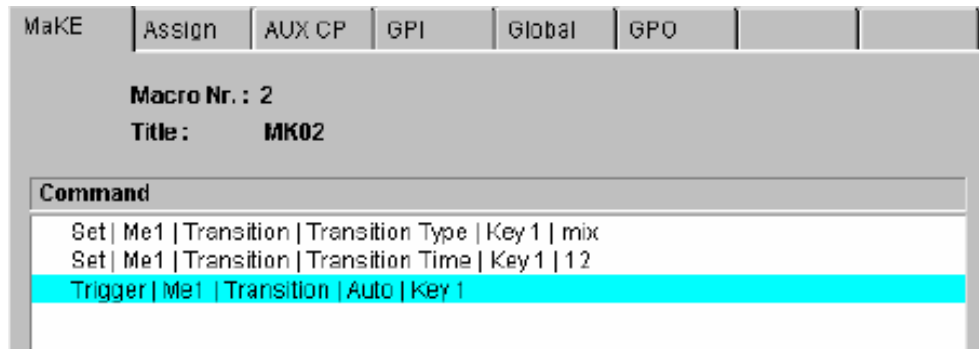 MaKE Assign AUX CP GPI Global GPO
Macro Nr. : 2
Title : MK02
Command
Set | Me1 | Transition | Transition Type | Key 1 | mix
Set | Me1 | Transition | Transition Time | Key 1 | 12
Trigger | Me1 | Transition | Auto | Key 1